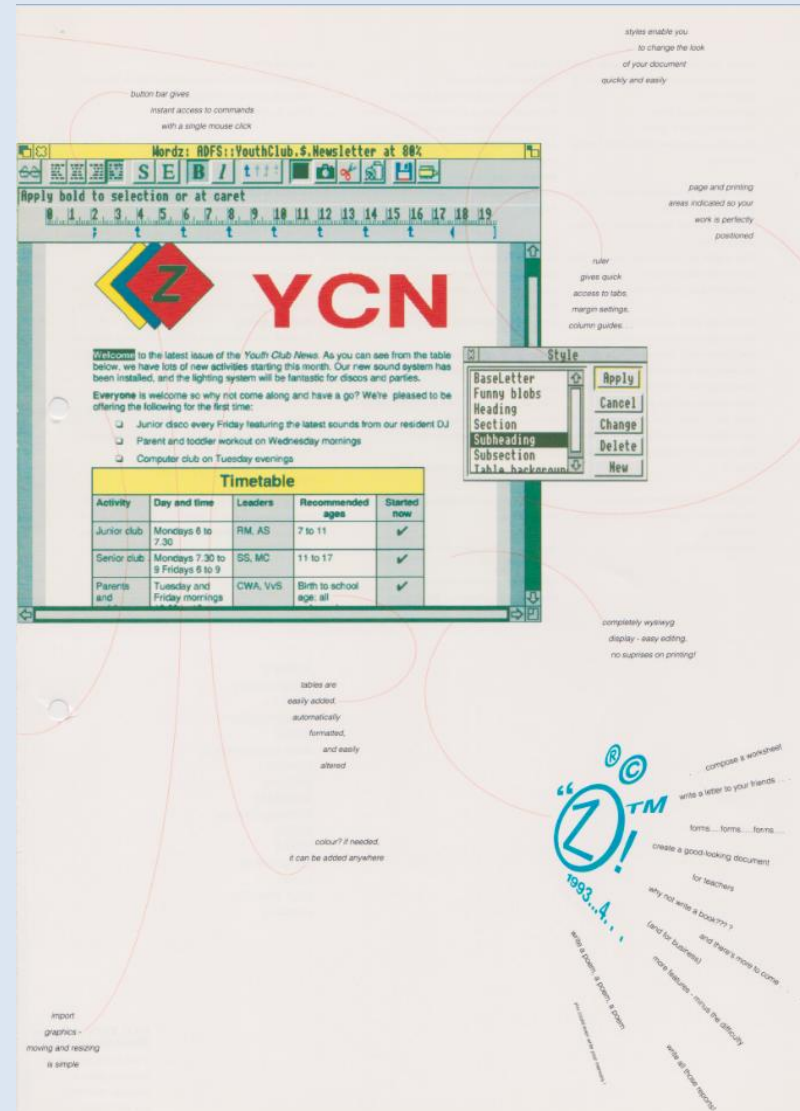 styles enable you
to change the look
of your document
quickly and easily
button bar gives
instant access to commands
with a single mouse click
Wordz: ADFS::YouthClub.$.Newsletter at 80%
S E B I
Apply bold to selection or at caret
0 1 2 3 4 5 6 7 8 9 10 11 12 13 14 15 16 17 18 19
page and printing
areas indicated so your
work is perfectly
positioned
ruler
gives quick
access to tabs,
margin settings,
column guides. . .
Z YCN
Welcome to the latest issue of the Youth Club News. As you can see from the table
below, we have lots of new activities starting this month. Our new sound system has
been installed, and the lighting system will be fantastic for discos and parties.
Everyone is welcome so why not come along and have a go? We're pleased to be
offering the following for the first time:
Junior disco every Friday featuring the latest sounds from our resident DJ
Parent and toddler workout on Wednesday mornings
Computer club on Tuesday evenings
Style
BaseLetter
Funny blobs
Heading
Section
Subheading
Subsection
Table background
Apply
Cancel
Change
Delete
New
Timetable
Activity Day and time Leaders Recommended ages Started now
Junior club Mondays 6 to 7.30 RM, AS 7 to 11 ✔
Senior club Mondays 7.30 to 9 Fridays 6 to 9 SS, MC 11 to 17 ✔
Parents and Tuesday and Friday mornings CWA, VvS Birth to school age: all ✔
completely wysiwyg
display - easy editing,
no suprises on printing!
tables are
easily added,
automatically
formatted,
and easily
altered
colour? if needed,
it can be added anywhere
import
graphics -
moving and resizing
is simple
® ©
“Z™!
1993...4. . .
. . compose a worksheet
write a letter to your friends . . .
forms.... forms.... forms....
create a good-looking document
for teachers
why not write a book??? ?
and there's more to come
(and for business)
more features - minus the difficulty
write all those reports!
write a poem, a poem, a poem
you could even write your memoirs !